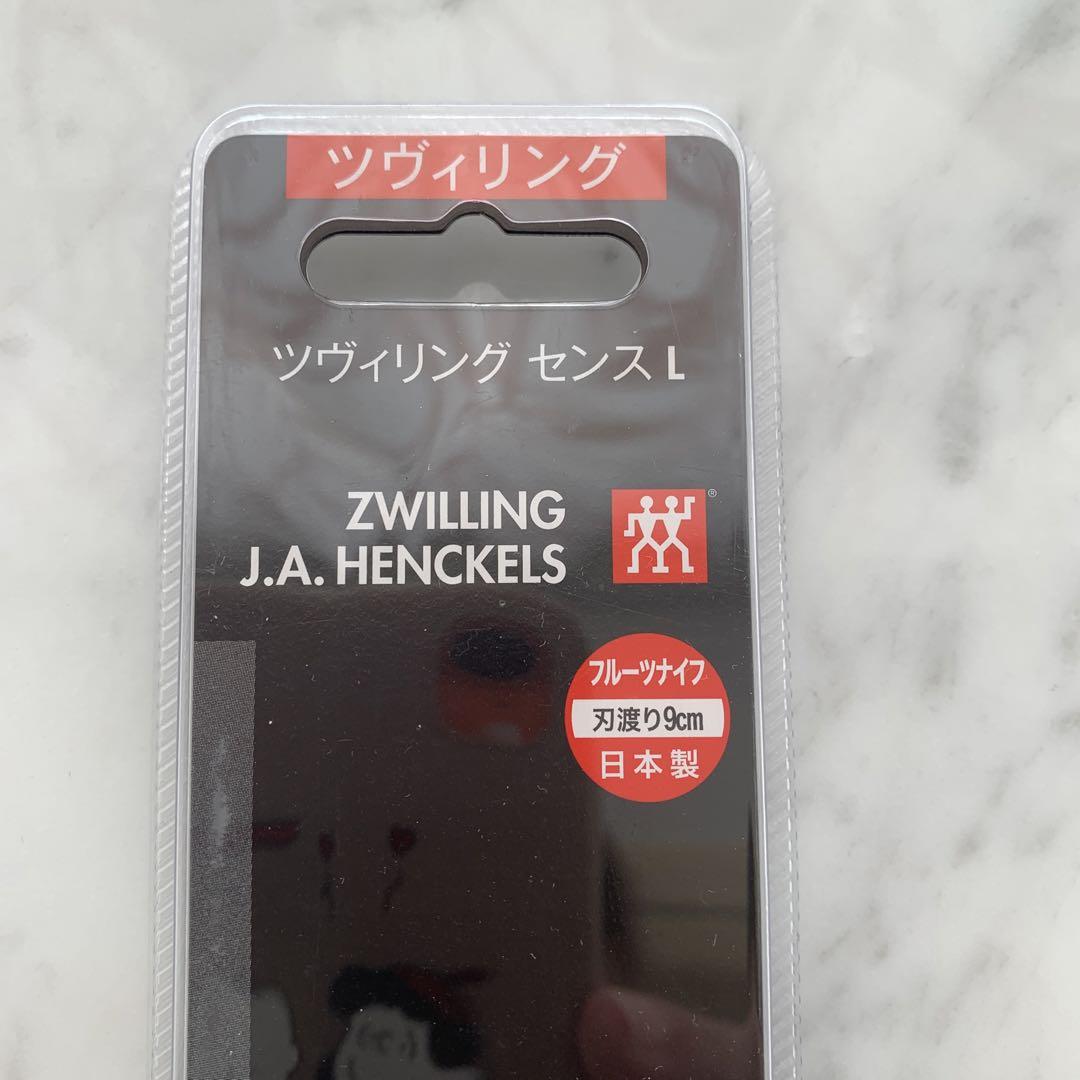 ツヴィリング
ツヴィリング センス L
ZWILLING
J.A. HENCKELS
®
フルーツナイフ
刃渡り9cm
日本製